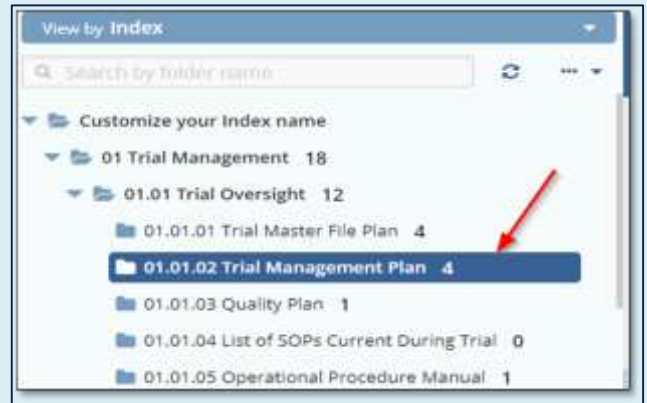 View by Index
Search by folder name
Customize your Index name
01 Trial Management 18
01.01 Trial Oversight 12
01.01.01 Trial Master File Plan 4
01.01.02 Trial Management Plan 4
01.01.03 Quality Plan 1
01.01.04 List of SOPs Current During Trial 0
01.01.05 Operational Procedure Manual 1